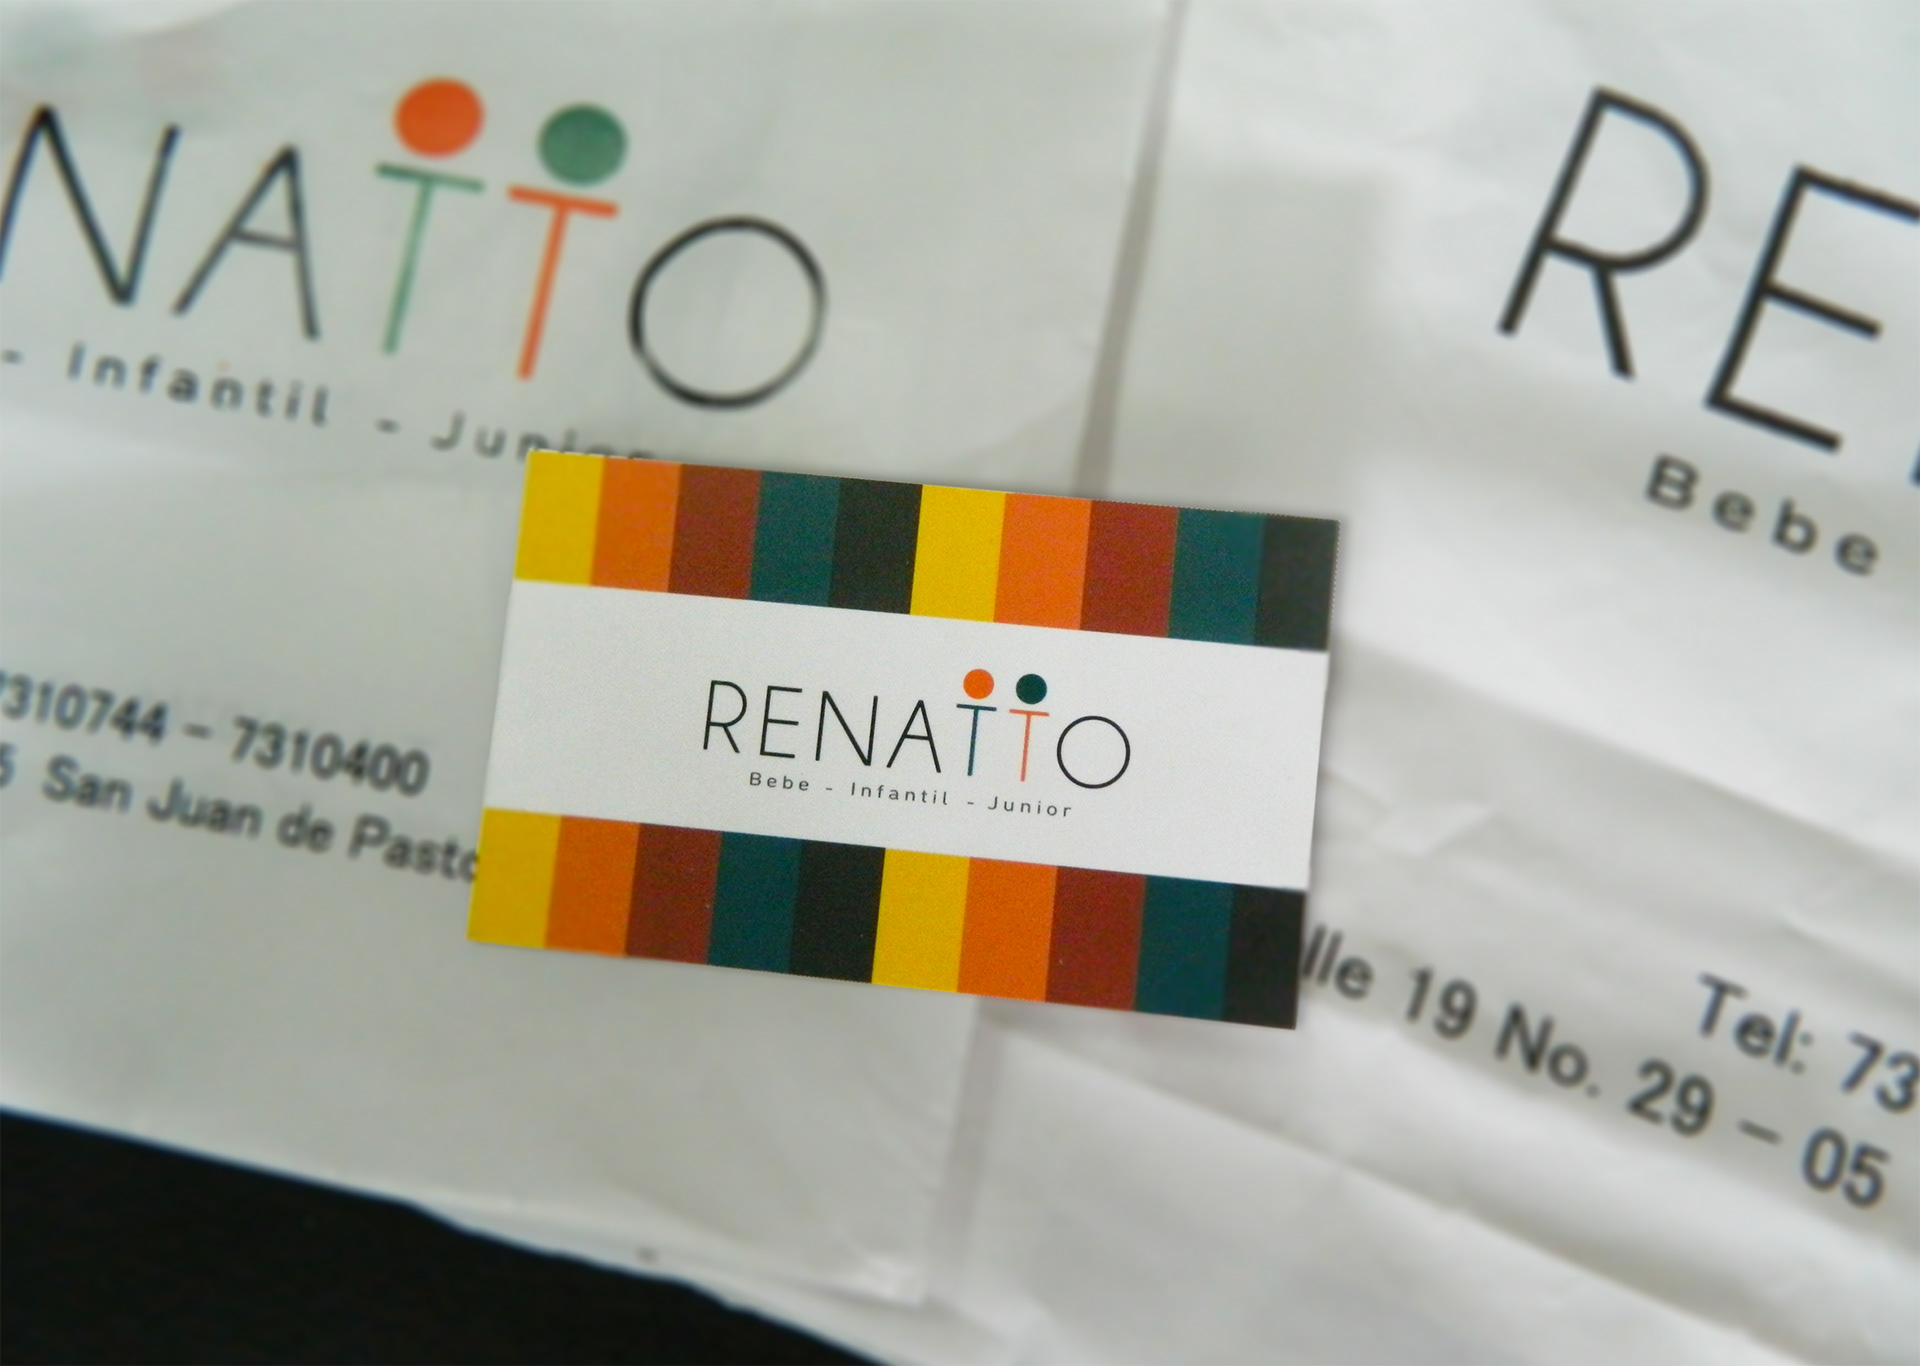 NATTO
- Infantil - Junior
7310744 - 7310400
5 San Juan de Pasto
RENATTO
Bebe - Infantil - Junior
RE
Bebe
Tel: 73
lle 19 No. 29 - 05